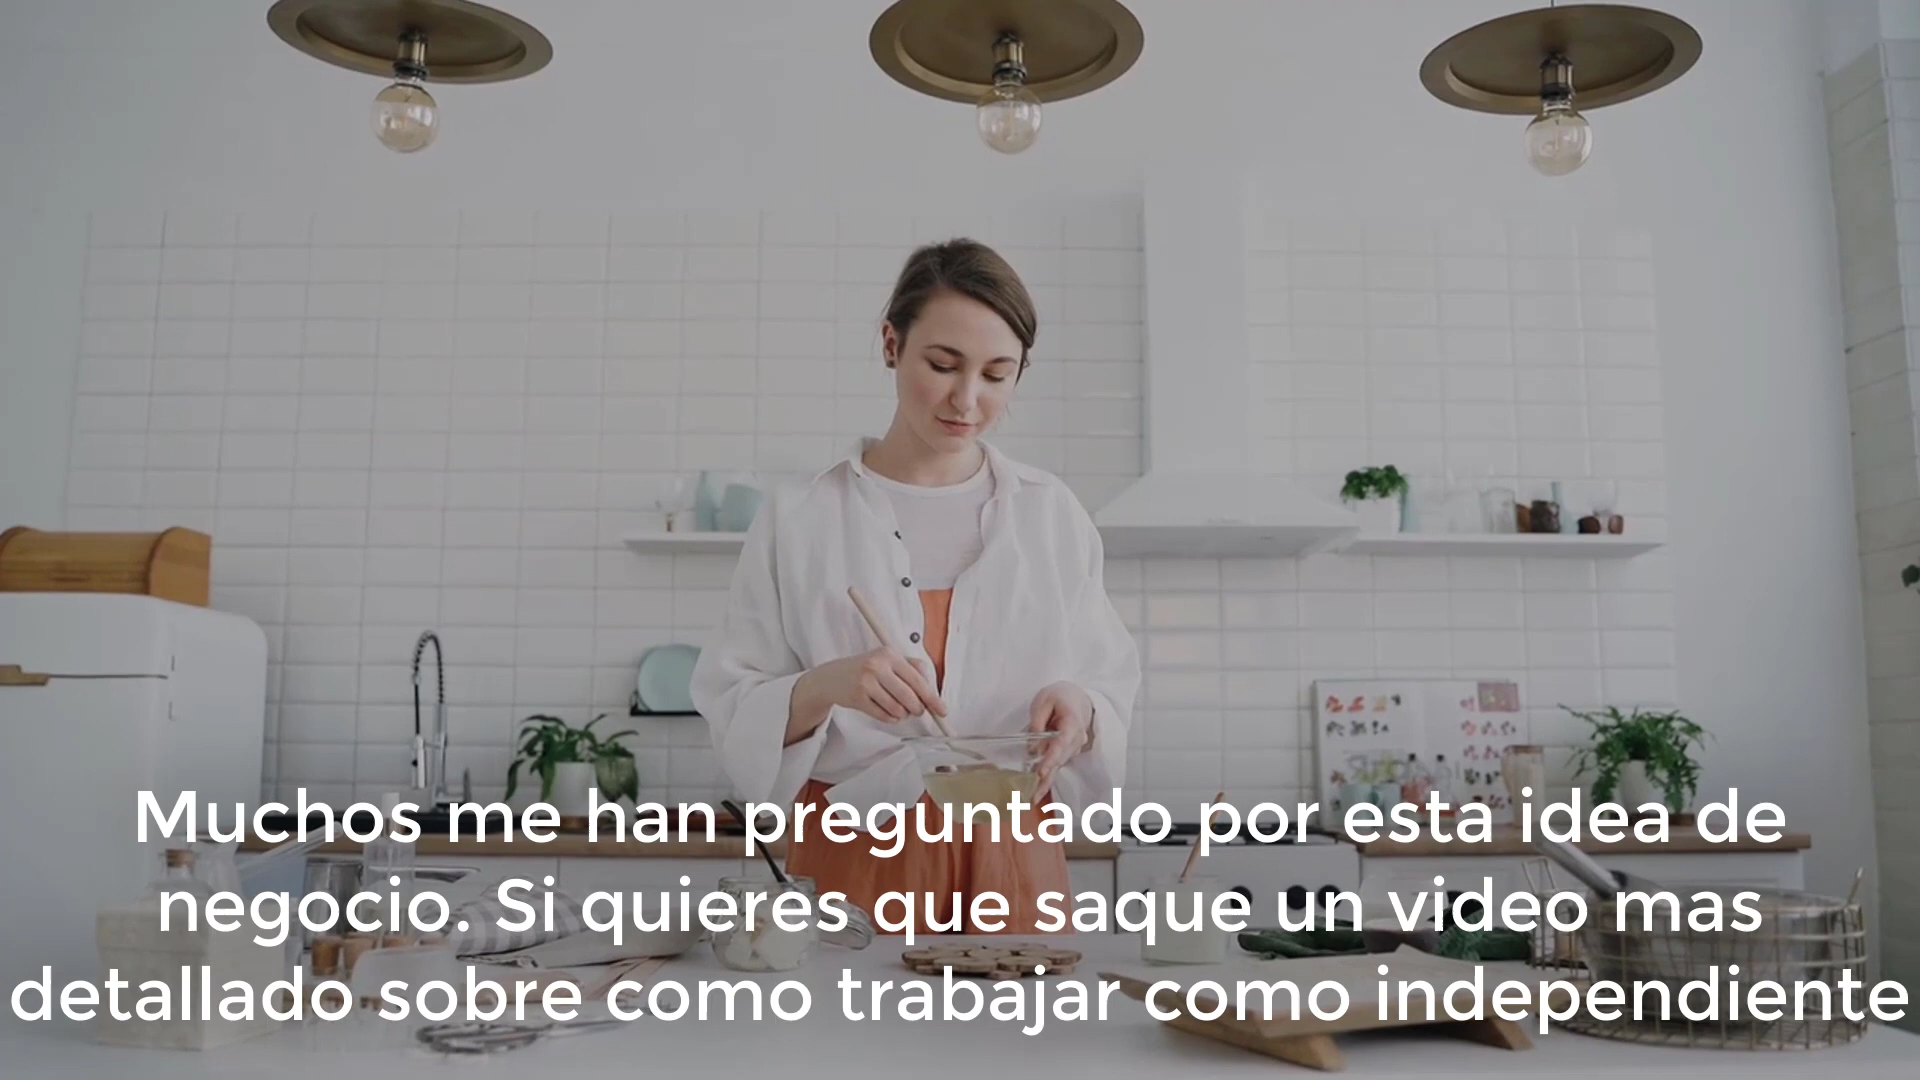 Muchos me han preguntado por esta idea de
negocio. Si quieres que saque un video mas
detallado sobre como trabajar como independiente